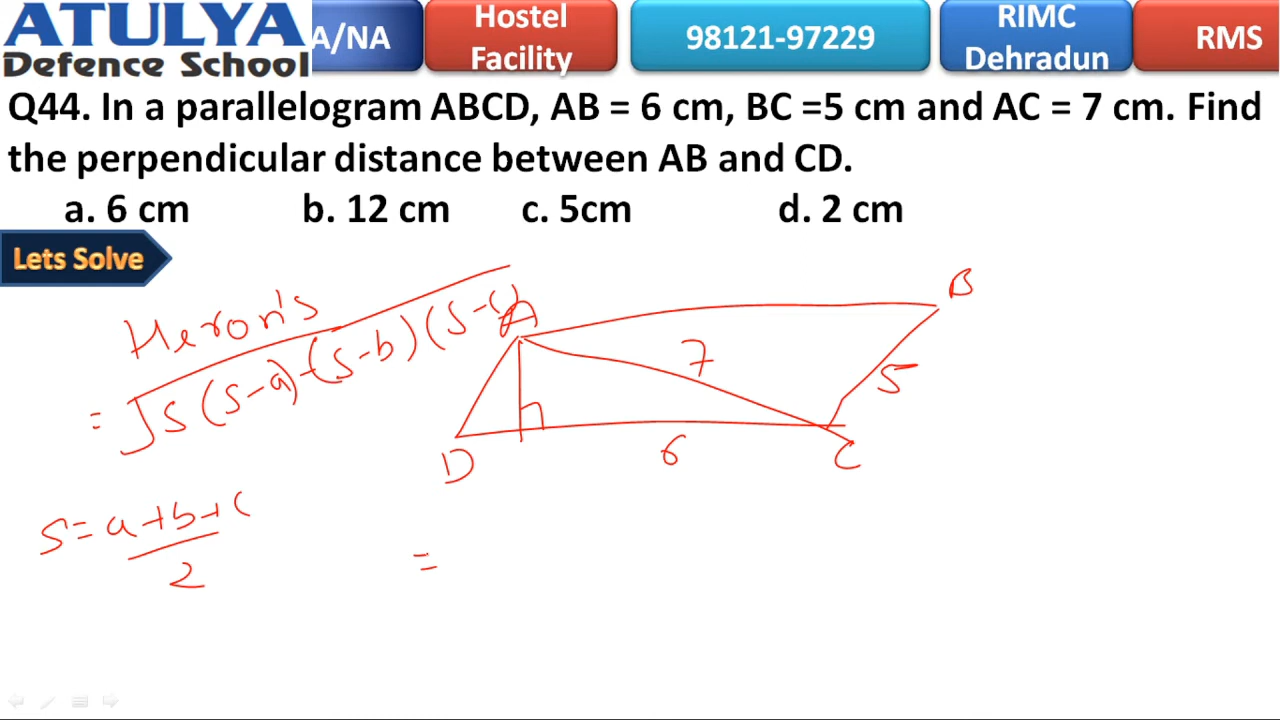 ATULYA
Defence School
A/NA
Hostel
Facility
98121-97229
RIMC
Dehradun
RMS
Q44. In a parallelogram ABCD, AB = 6 cm, BC =5 cm and AC = 7 cm. Find
the perpendicular distance between AB and CD.
a. 6 cm b. 12 cm c. 5cm d. 2 cm
Lets Solve
Heron's
= √s(s-a)-(s-b)(s-c)
A
B
7
5
6
D
C
S = a+b+c
2
=